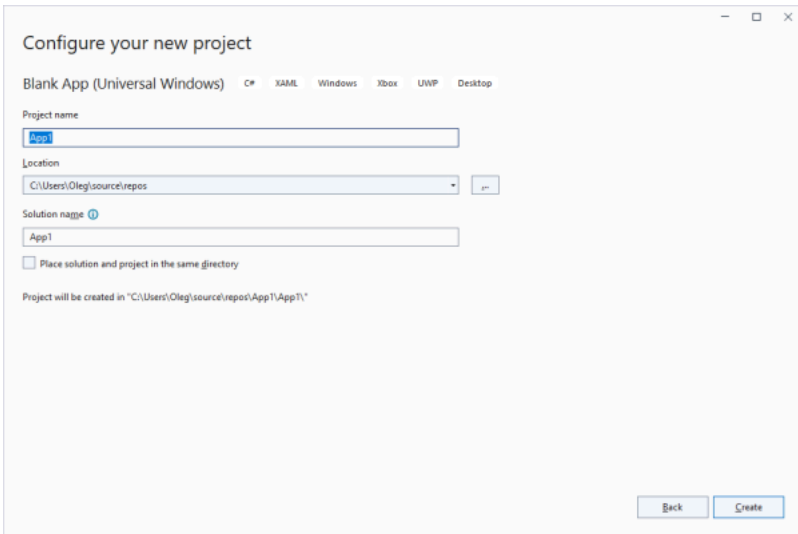 Configure your new project
Blank App (Universal Windows) C# XAML Windows Xbox UWP Desktop
Project name
App1
Location
C:\Users\Oleg\source\repos
...
Solution name
App1
Place solution and project in the same directory
Project will be created in "C:\Users\Oleg\source\repos\App1\App1\"
Back Create